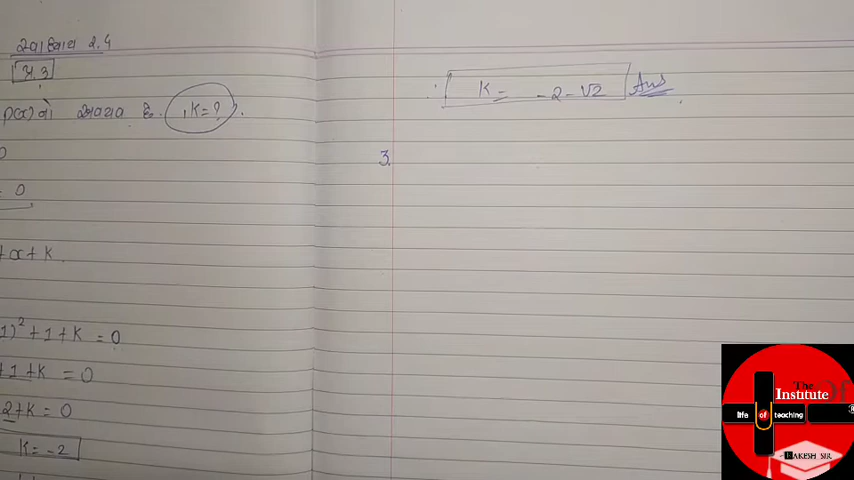 સ્વાધ્યાય 2.4
પ્ર. 3
p(x) નો અવયવ છે. , K = ? .
0
= 0
+x+K
1)² + 1 + K = 0
+1+K = 0
2+K = 0
K = -2
∴ K = -2-√2 Ans
3.
The
Institute
life of teaching
RAKESH SIR